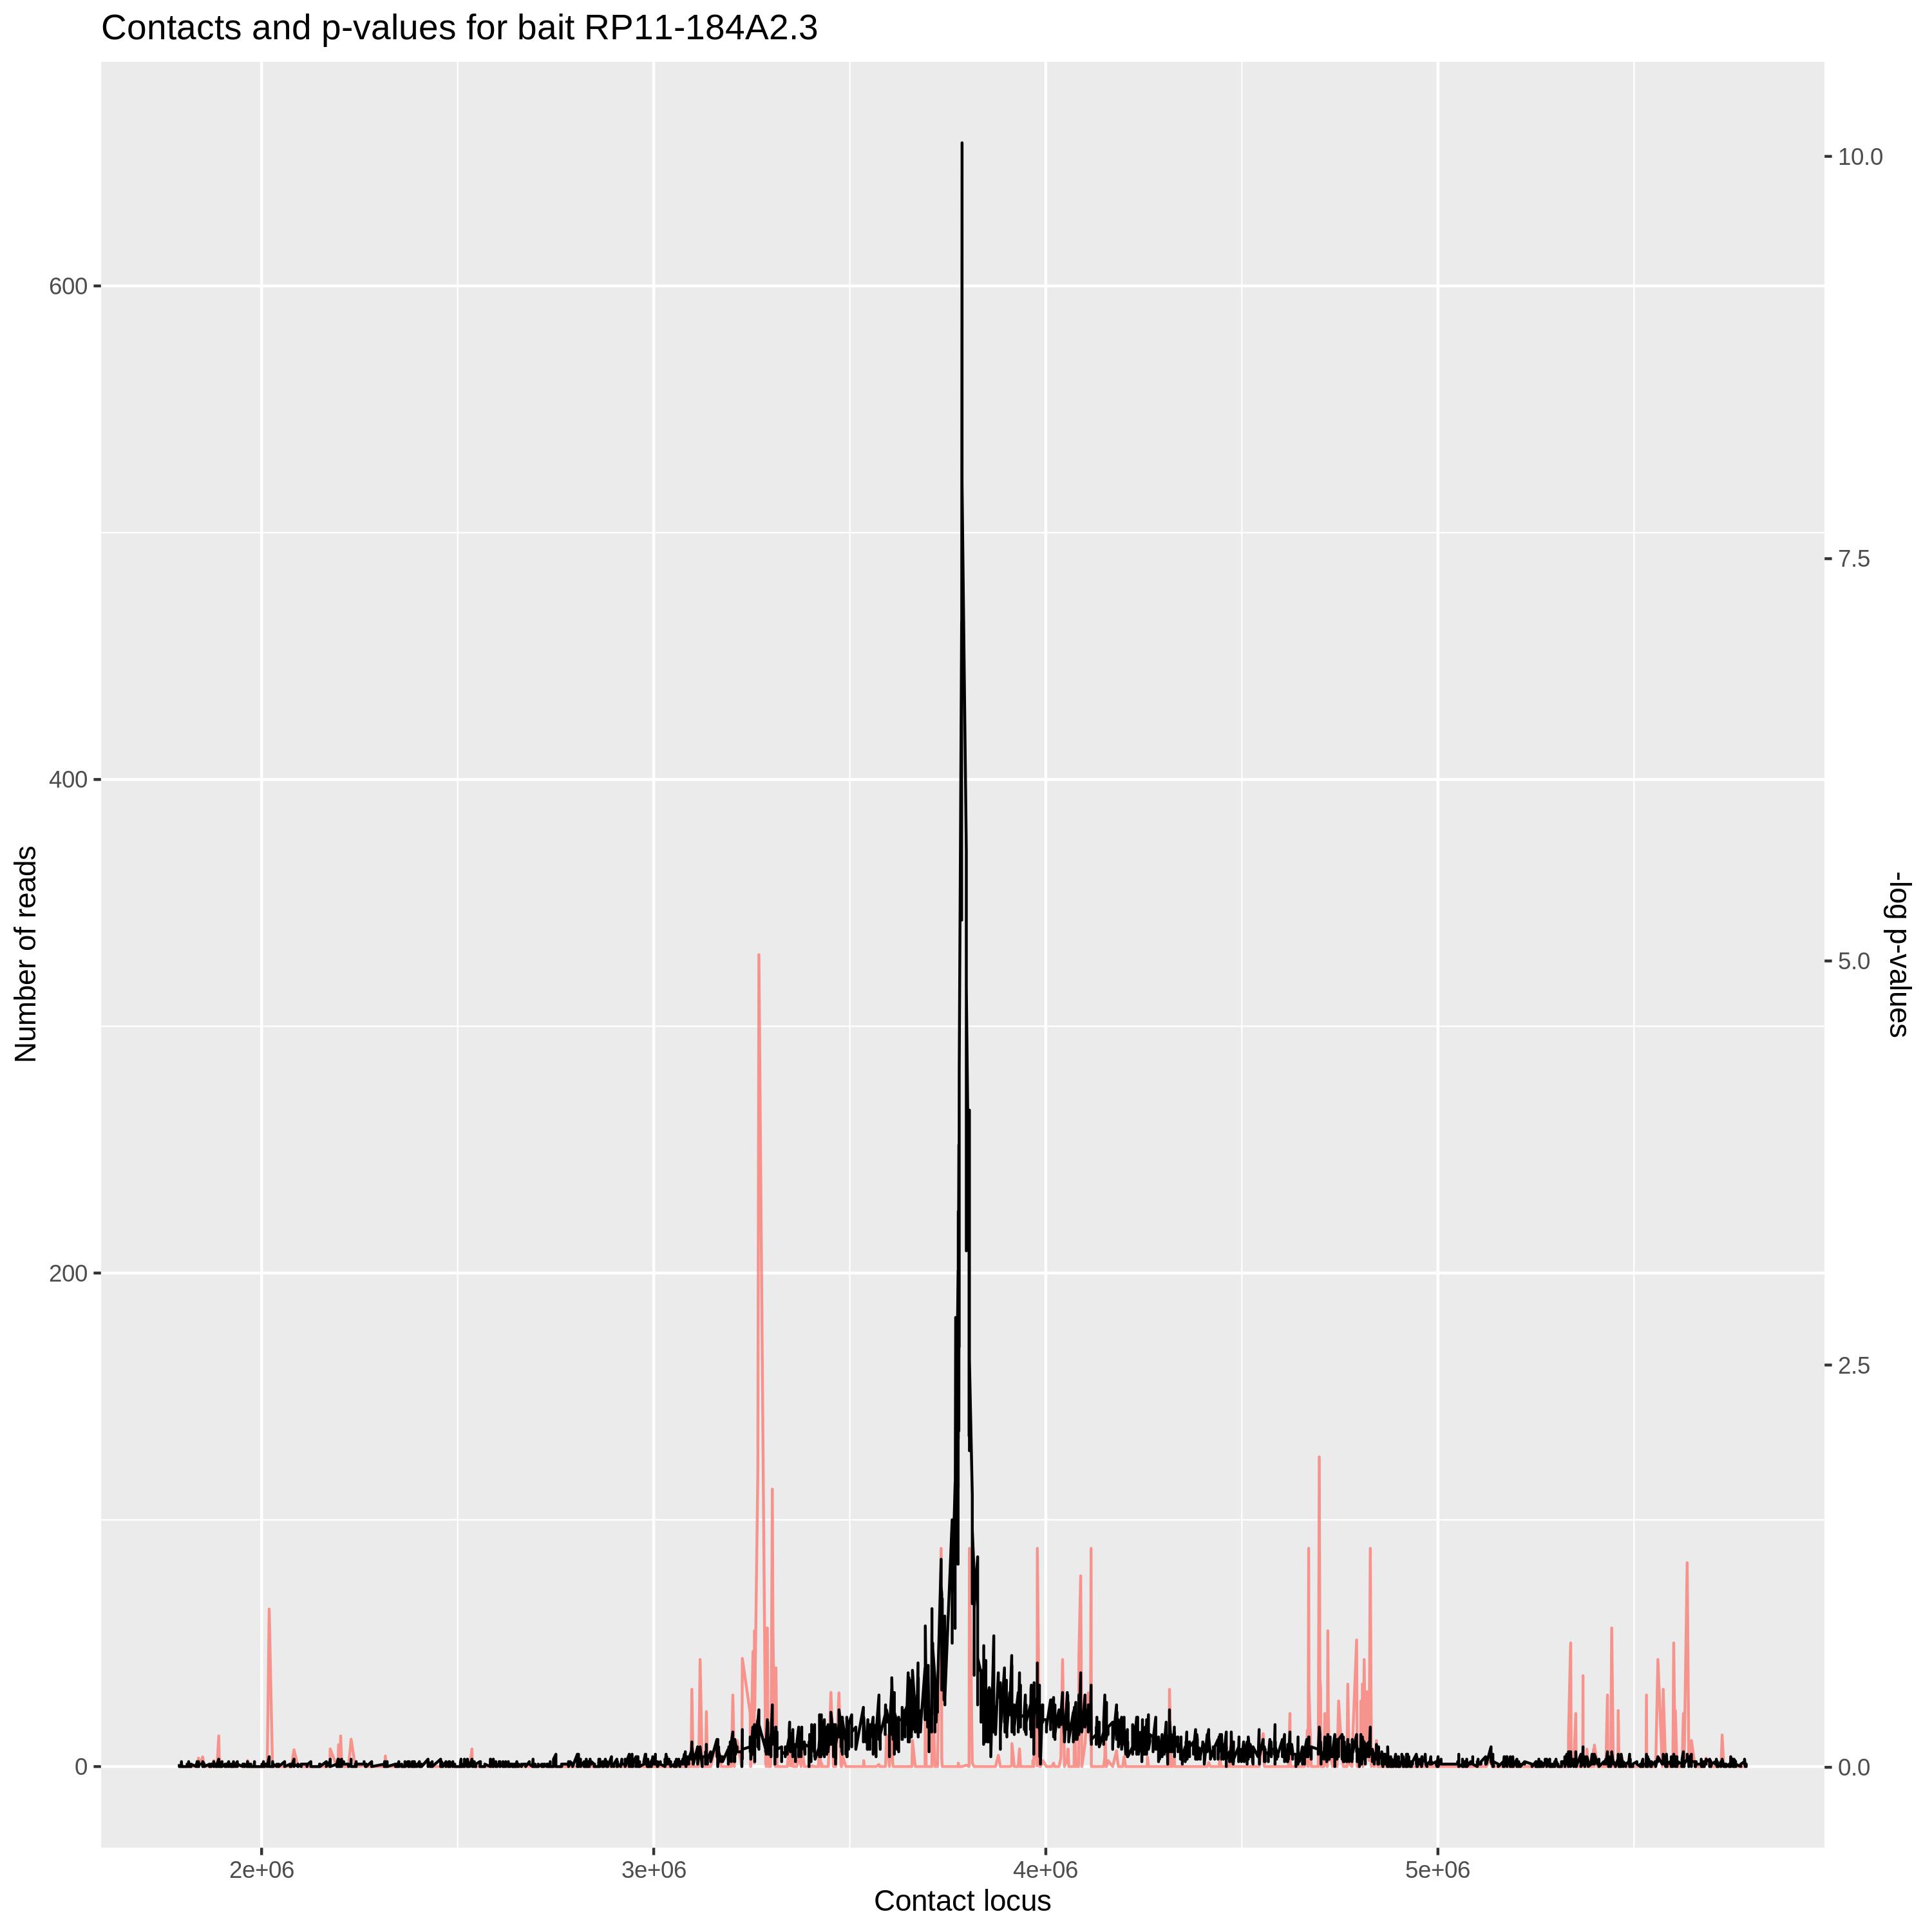 Contacts and p-values for bait RP11-184A2.3
600
400
200
0
Number of reads
10.0
7.5
5.0
2.5
0.0
-log p-values
2e+06
3e+06
4e+06
5e+06
Contact locus